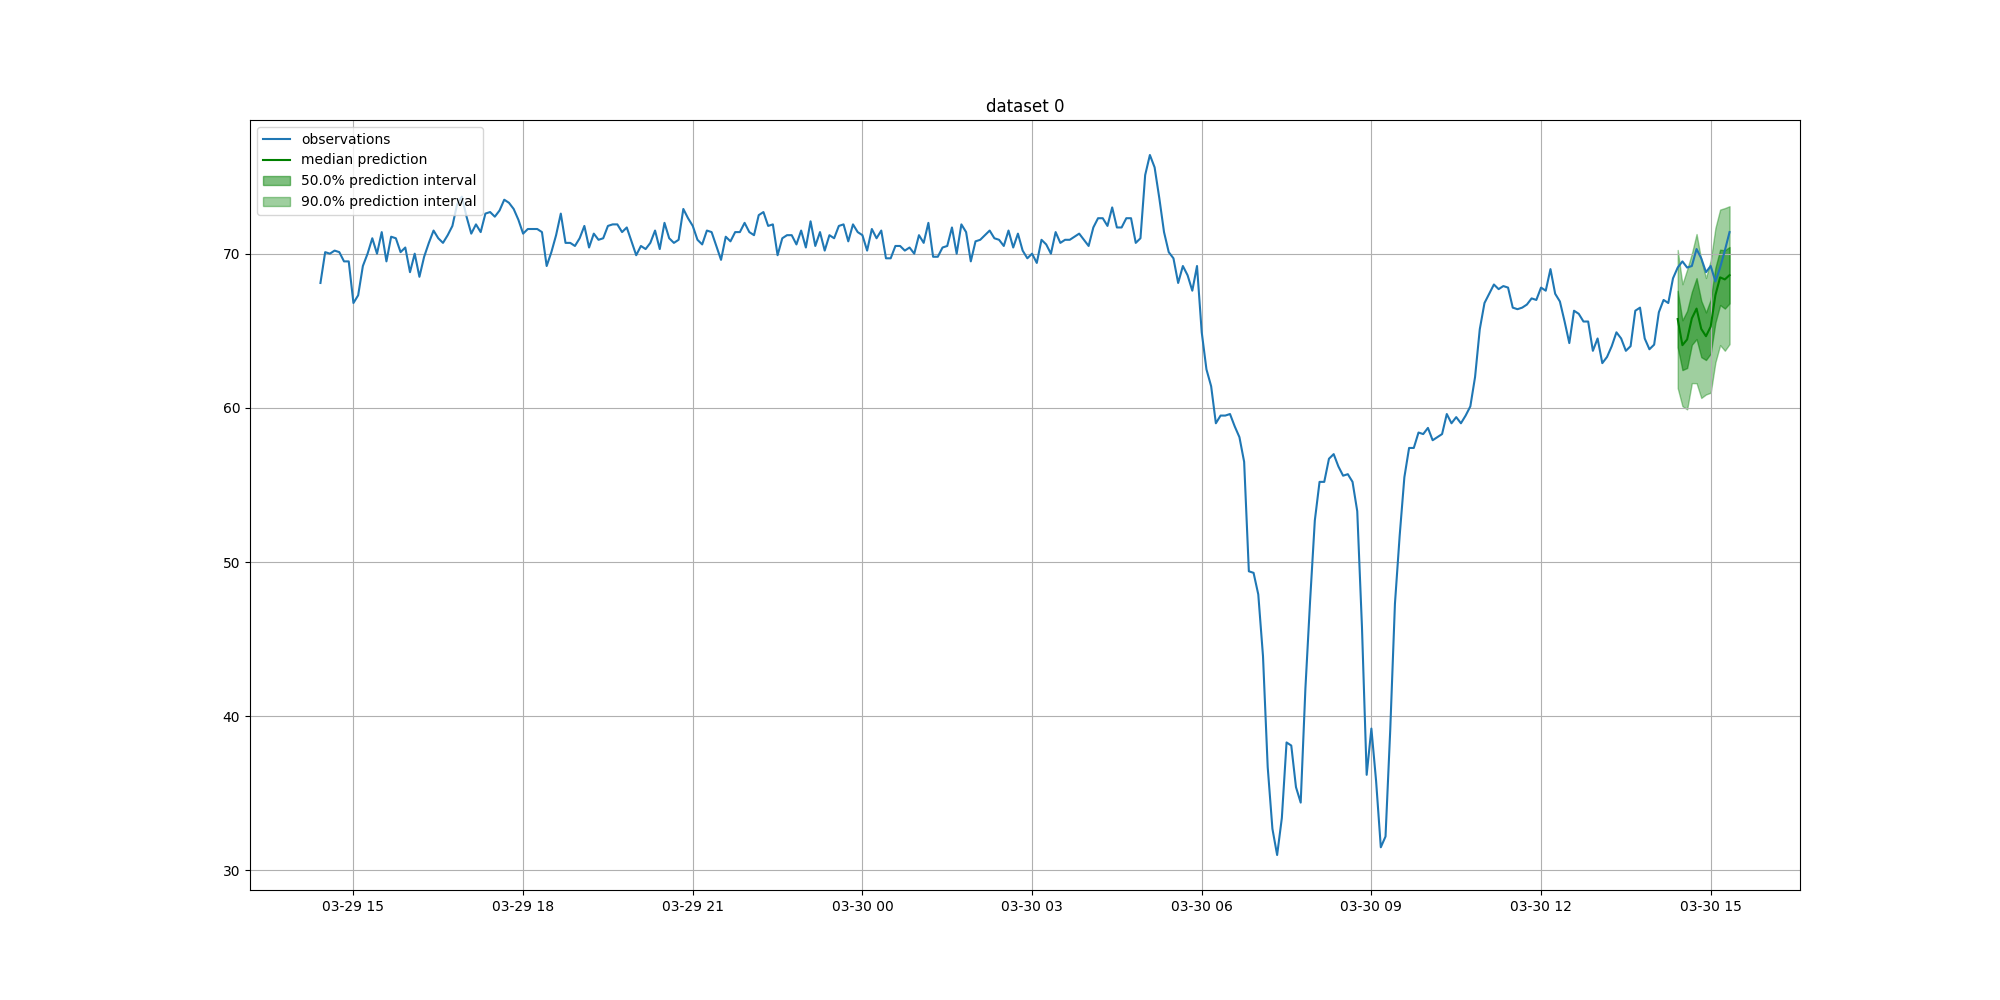 dataset 0
observations
median prediction
50.0% prediction interval
90.0% prediction interval
70
60
50
40
30
03-29 15
03-29 18
03-29 21
03-30 00
03-30 03
03-30 06
03-30 09
03-30 12
03-30 15